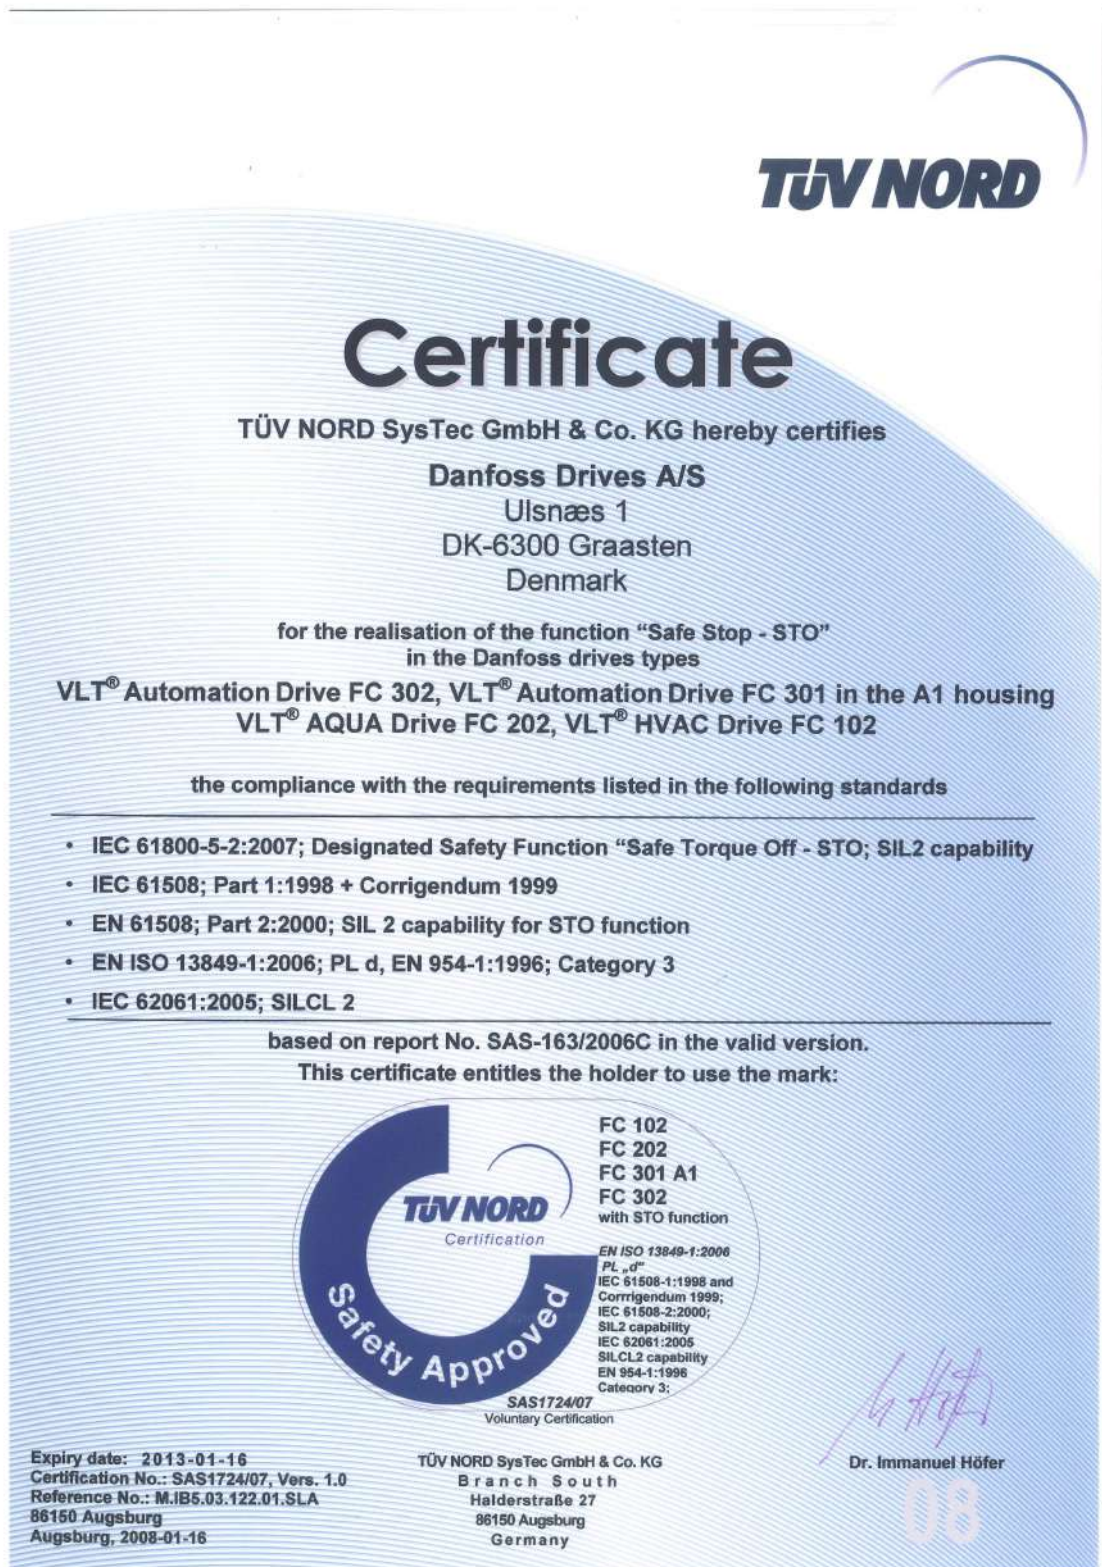 TÜV NORD
Certificate
TÜV NORD SysTec GmbH & Co. KG hereby certifies
Danfoss Drives A/S
Ulsnæs 1
DK-6300 Graasten
Denmark
for the realisation of the function "Safe Stop - STO"
in the Danfoss drives types
VLT® Automation Drive FC 302, VLT® Automation Drive FC 301 in the A1 housing
VLT® AQUA Drive FC 202, VLT® HVAC Drive FC 102
the compliance with the requirements listed in the following standards
• IEC 61800-5-2:2007; Designated Safety Function "Safe Torque Off - STO; SIL2 capability
• IEC 61508; Part 1:1998 + Corrigendum 1999
• EN 61508; Part 2:2000; SIL 2 capability for STO function
• EN ISO 13849-1:2006; PL d, EN 954-1:1996; Category 3
• IEC 62061:2005; SILCL 2
based on report No. SAS-163/2006C in the valid version.
This certificate entitles the holder to use the mark:
TÜV NORD
Certification
Safety Approved
FC 102
FC 202
FC 301 A1
FC 302
with STO function
EN ISO 13849-1:2006
PL „d"
IEC 61508-1:1998 and
Corrrigendum 1999;
IEC 61508-2:2000;
SIL2 capability
IEC 62061:2005
SILCL2 capability
EN 954-1:1996
Category 3;
SAS1724/07
Voluntary Certification
Expiry date: 2013-01-16
Certification No.: SAS1724/07, Vers. 1.0
Reference No.: M.IB5.03.122.01.SLA
86150 Augsburg
Augsburg, 2008-01-16
TÜV NORD SysTec GmbH & Co. KG
Branch South
Halderstraße 27
86150 Augsburg
Germany
Dr. Immanuel Höfer
08